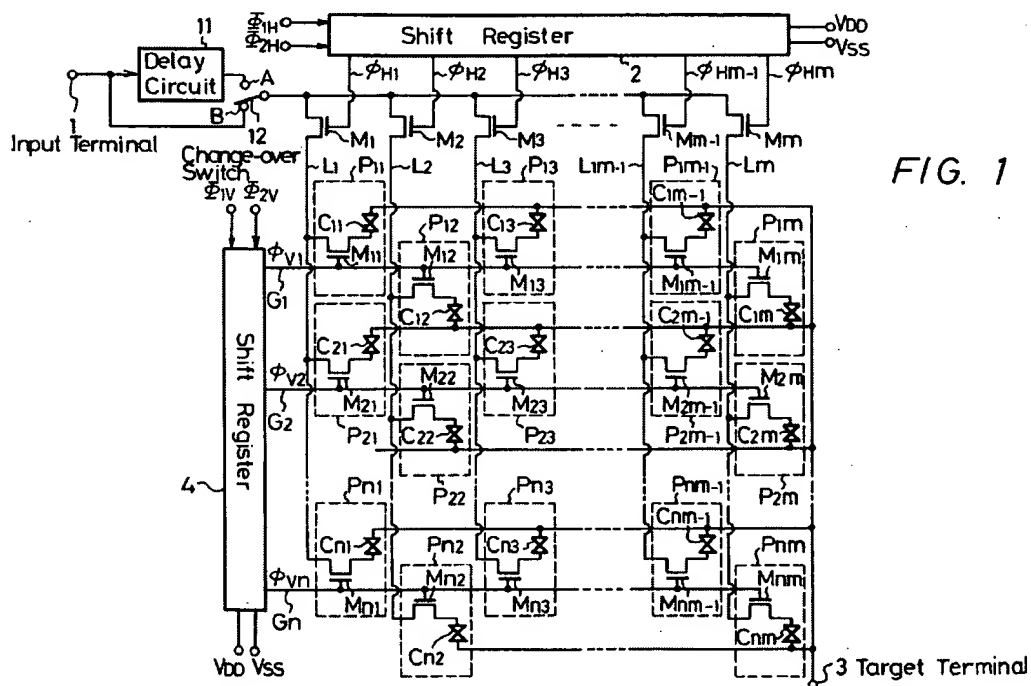 FIG. 1
Φ1H
Φ2H
Shift Register
VDD
VSS
2
11
Delay Circuit
A
B
12
1
Input Terminal
Change-over Switch
Φ1V Φ2V
ϕH1 ϕH2 ϕH3 ϕHm-1 ϕHm
M1 M2 M3 Mm-1 Mm
L1 L2 L3 L1m-1 Lm
P11 P13 P1m-1
C11 C13 C1m-1
P12 P1m
ϕV1 M11 M12 M13 M1m-1 M1m
G1
C12 C1m
C21 C23 C2m-1
P2m-1
Shift Register
4
ϕV2 M21 M22 M23 M2m-1 M2m
G2
P21 C22 P23 C2m
P22 P2m
Pn1 Pn3 Pnm-1
Cn1 Cn3 Cnm-1
Pn2 Pnm
ϕVn Mn1 Mn2 Mn3 Mnm-1 Mnm
Gn
Cn2 Cnm
VDD VSS
3 Target Terminal